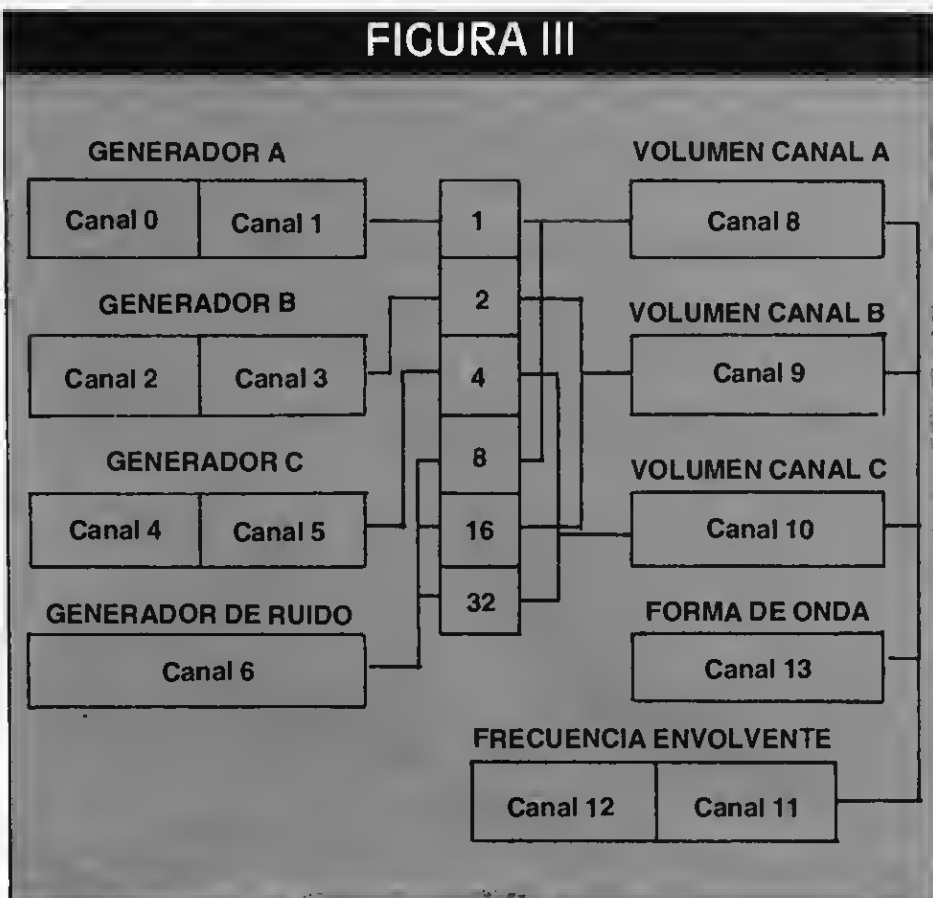 FIGURA III
GENERADOR A
Canal 0 Canal 1
GENERADOR B
Canal 2 Canal 3
GENERADOR C
Canal 4 Canal 5
GENERADOR DE RUIDO
Canal 6
1
2
4
8
16
32
VOLUMEN CANAL A
Canal 8
VOLUMEN CANAL B
Canal 9
VOLUMEN CANAL C
Canal 10
FORMA DE ONDA
Canal 13
FRECUENCIA ENVOLVENTE
Canal 12 Canal 11